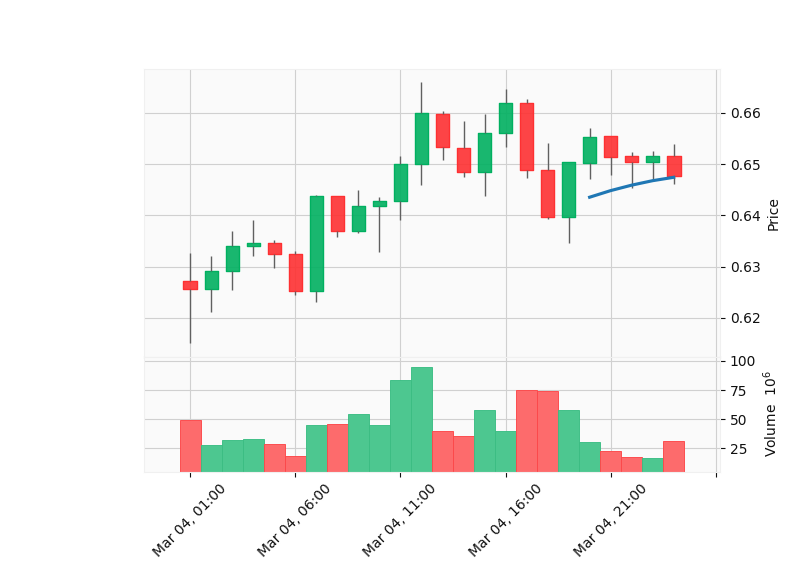 0.66
0.65
0.64
0.63
0.62
Price
100
75
50
25
Volume 10^6
Mar 04, 01:00
Mar 04, 06:00
Mar 04, 11:00
Mar 04, 16:00
Mar 04, 21:00